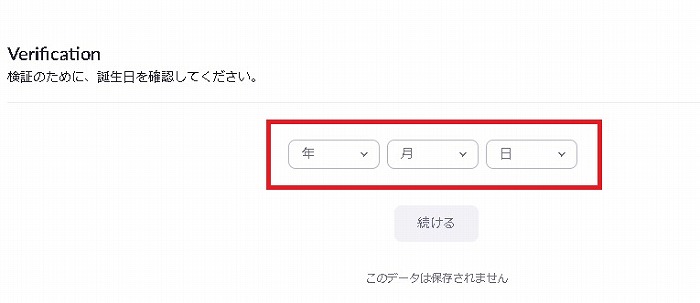 Verification
検証のために、誕生日を確認してください。
年 月 日
続ける
このデータは保存されません